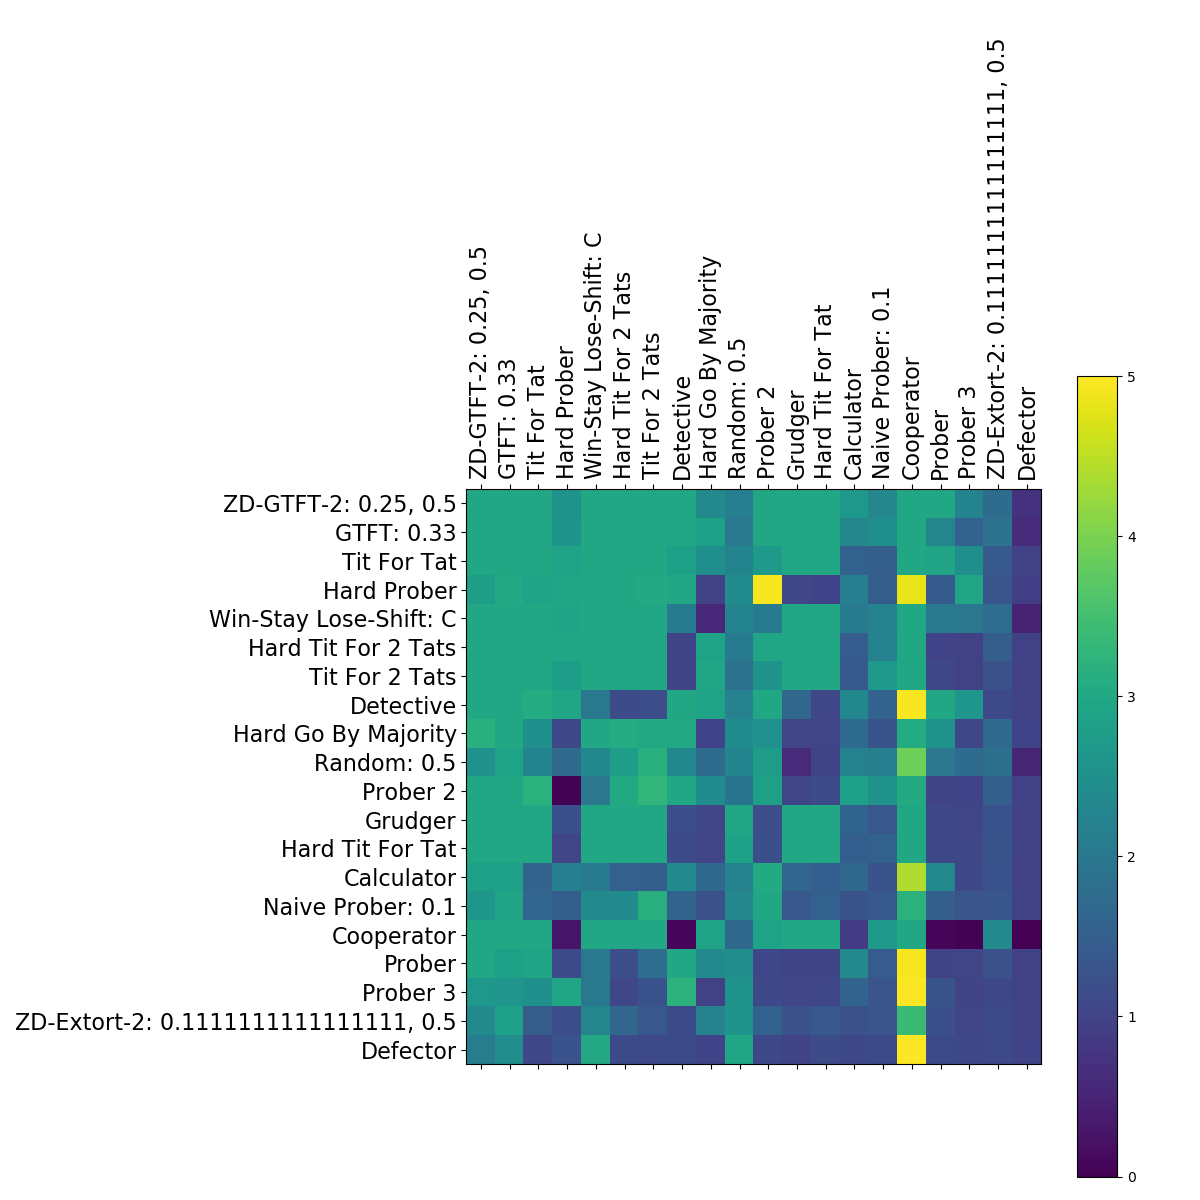 ZD-GTFT-2: 0.25, 0.5
GTFT: 0.33
Tit For Tat
Hard Prober
Win-Stay Lose-Shift: C
Hard Tit For 2 Tats
Tit For 2 Tats
Detective
Hard Go By Majority
Random: 0.5
Prober 2
Grudger
Hard Tit For Tat
Calculator
Naive Prober: 0.1
Cooperator
Prober
Prober 3
ZD-Extort-2: 0.1111111111111111, 0.5
Defector
ZD-GTFT-2: 0.25, 0.5
GTFT: 0.33
Tit For Tat
Hard Prober
Win-Stay Lose-Shift: C
Hard Tit For 2 Tats
Tit For 2 Tats
Detective
Hard Go By Majority
Random: 0.5
Prober 2
Grudger
Hard Tit For Tat
Calculator
Naive Prober: 0.1
Cooperator
Prober
Prober 3
ZD-Extort-2: 0.1111111111111111, 0.5
Defector
5
4
3
2
1
0